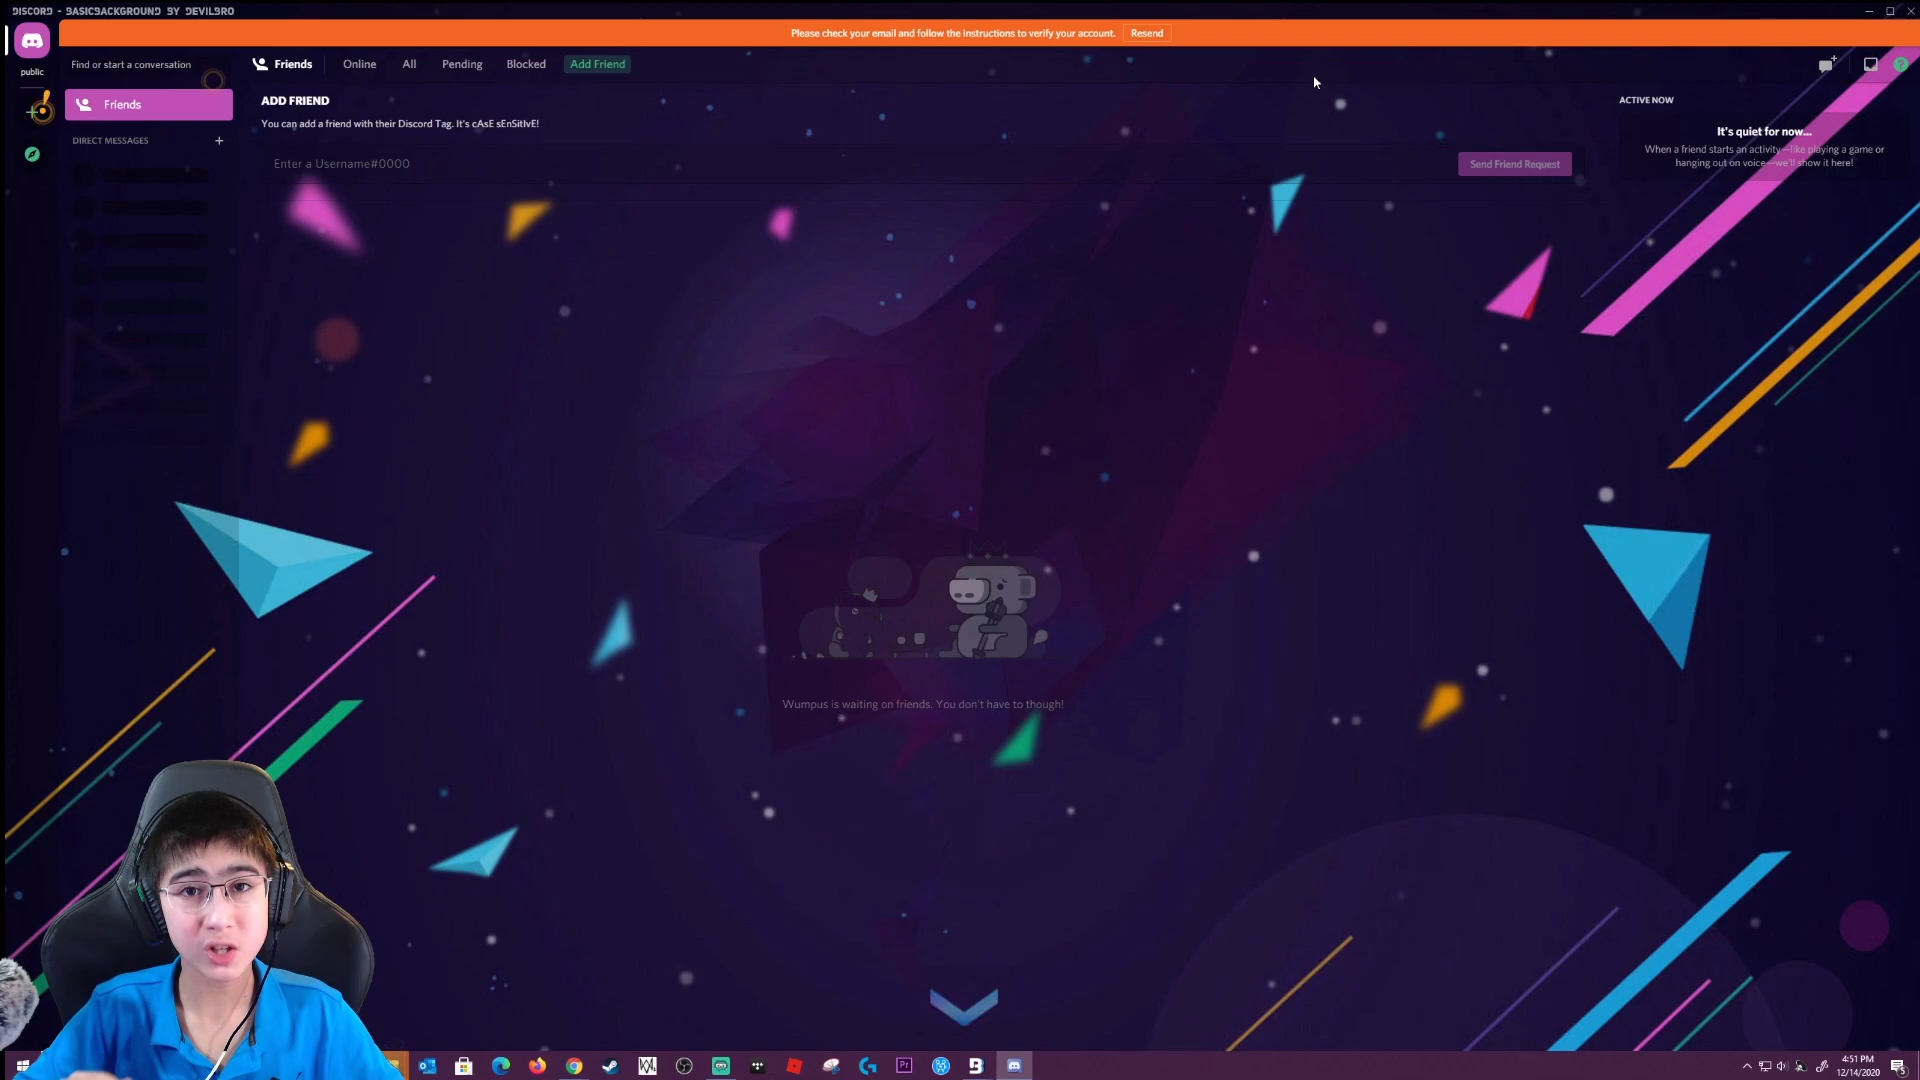 DISCORD - BASICBACKGROUND BY DEVILBRO
Please check your email and follow the instructions to verify your account.
Resend
public
Find or start a conversation
Friends
Online
All
Pending
Blocked
Add Friend
Friends
DIRECT MESSAGES
ADD FRIEND
You can add a friend with their Discord Tag. It's cAsE sEnSitIvE!
Enter a Username#0000
Send Friend Request
ACTIVE NOW
It's quiet for now...
When a friend starts an activity—like playing a game or
hanging out on voice—we'll show it here!
Wumpus is waiting on friends. You don't have to though!
Pr
4:51 PM
12/14/2020
5